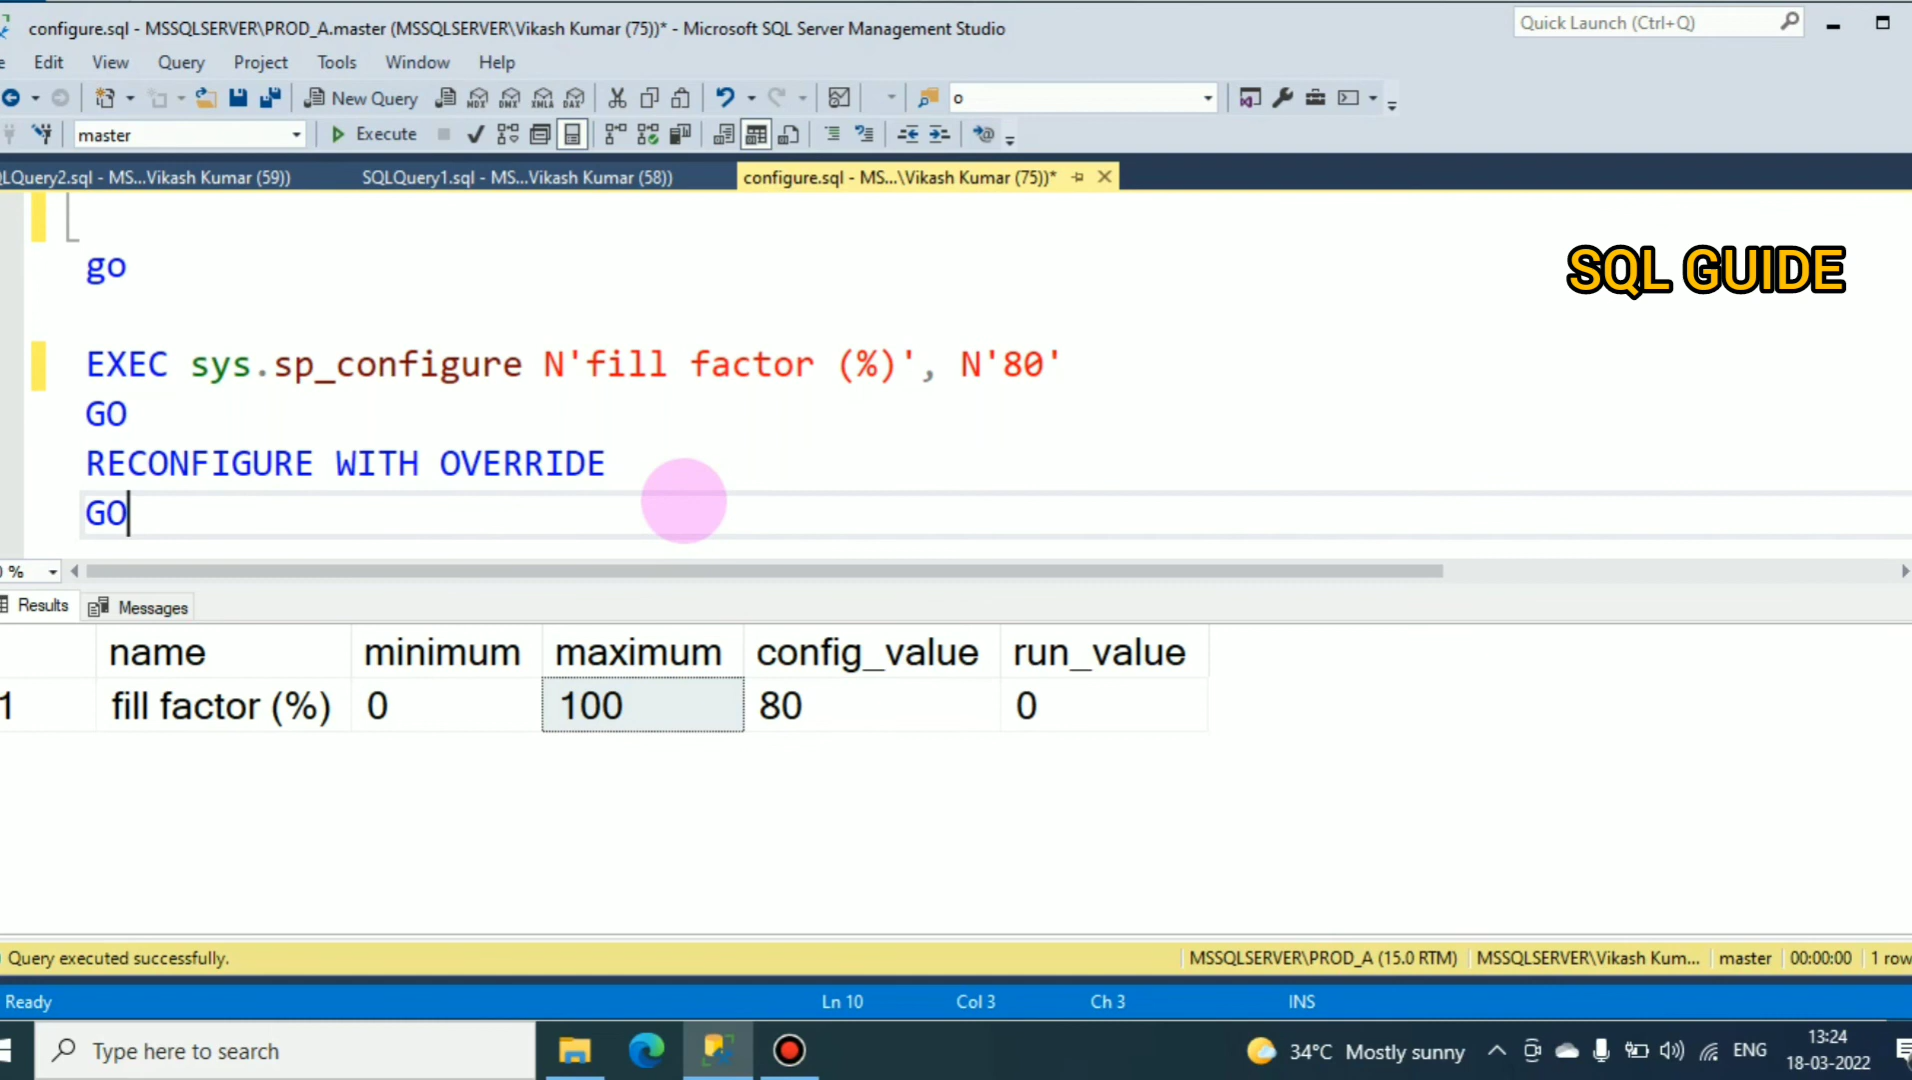 configure.sql - MSSQLSERVER\PROD_A.master (MSSQLSERVER\Vikash Kumar (75))* - Microsoft SQL Server Management Studio
Quick Launch (Ctrl+Q)
Edit View Query Project Tools Window Help
New Query MDX DMX XMLA DAX o
master Execute
LQuery2.sql - MS...Vikash Kumar (59)) SQLQuery1.sql - MS...Vikash Kumar (58)) configure.sql - MS...\Vikash Kumar (75))*
SQL GUIDE
go
EXEC sys.sp_configure N'fill factor (%)', N'80'
GO
RECONFIGURE WITH OVERRIDE
GO
%
Results Messages
name minimum maximum config_value run_value
1 fill factor (%) 0 100 80 0
Query executed successfully. MSSQLSERVER\PROD_A (15.0 RTM) MSSQLSERVER\Vikash Kum... master 00:00:00 1 row
Ready Ln 10 Col 3 Ch 3 INS
Type here to search 34°C Mostly sunny ENG 13:24
18-03-2022